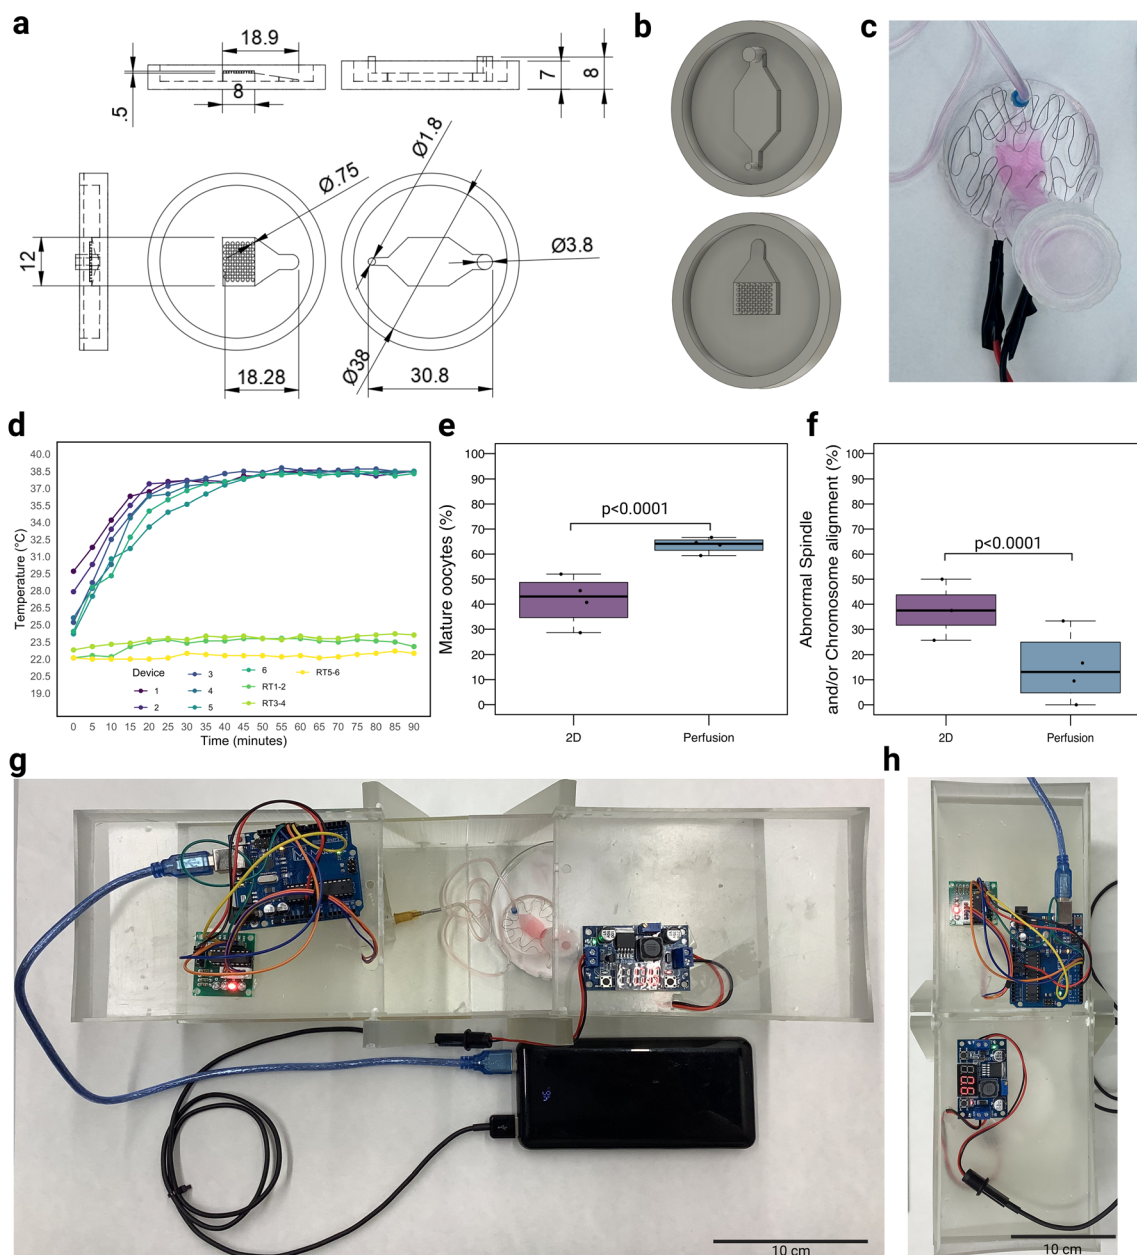 a
18.9
8
.5
7
8
12
Ø.75
18.28
Ø1.8
Ø3.8
Ø38
30.8
b
c
d
Temperature (°C)
40.0
38.5
37.0
35.5
34.0
32.5
31.0
29.5
28.0
26.5
25.0
23.5
22.0
20.5
19.0
Device
1
2
3
4
5
6
RT1-2
RT3-4
RT5-6
0 5 10 15 20 25 30 35 40 45 50 55 60 65 70 75 80 85 90
Time (minutes)
e
Mature oocytes (%)
100
90
80
70
60
50
40
30
20
10
0
p<0.0001
2D Perfusion
f
Abnormal Spindle
and/or Chromosome alignment (%)
100
90
80
70
60
50
40
30
20
10
0
p<0.0001
2D Perfusion
g
10 cm
h
10 cm